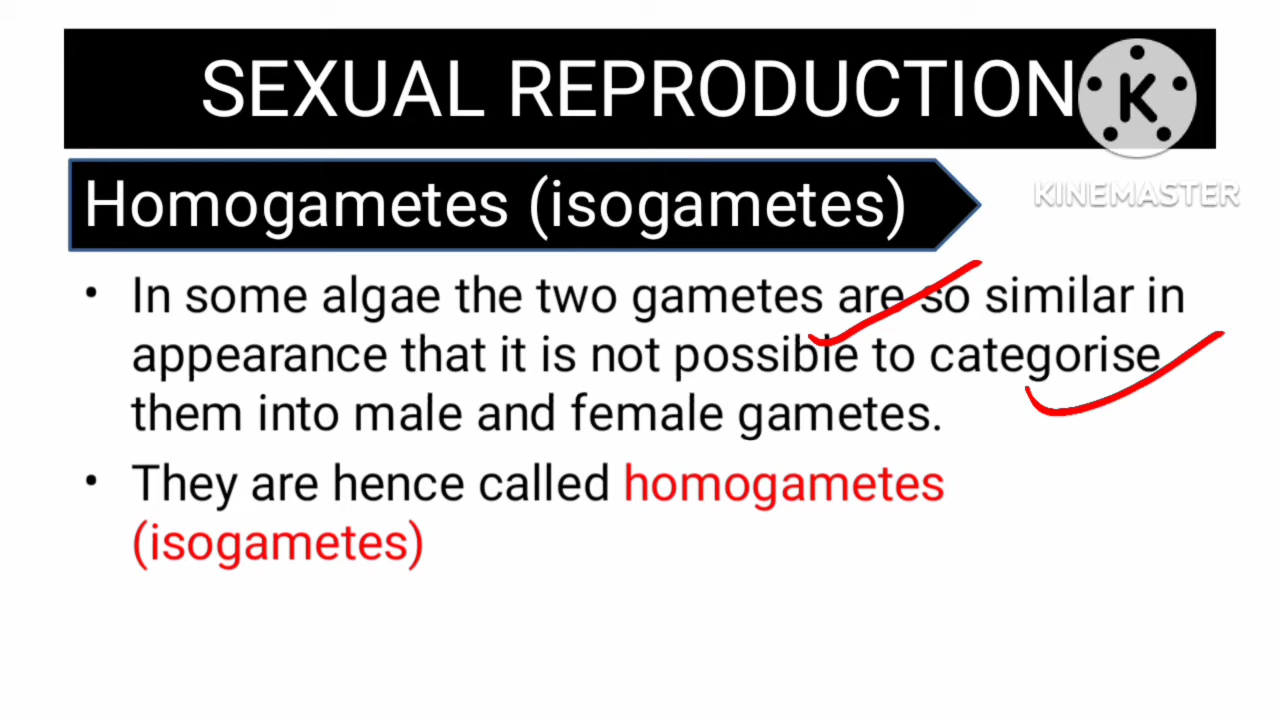 SEXUAL REPRODUCTION
K
KINEMASTER
Homogametes (isogametes)
• In some algae the two gametes are so similar in
appearance that it is not possible to categorise
them into male and female gametes.
• They are hence called homogametes
(isogametes)